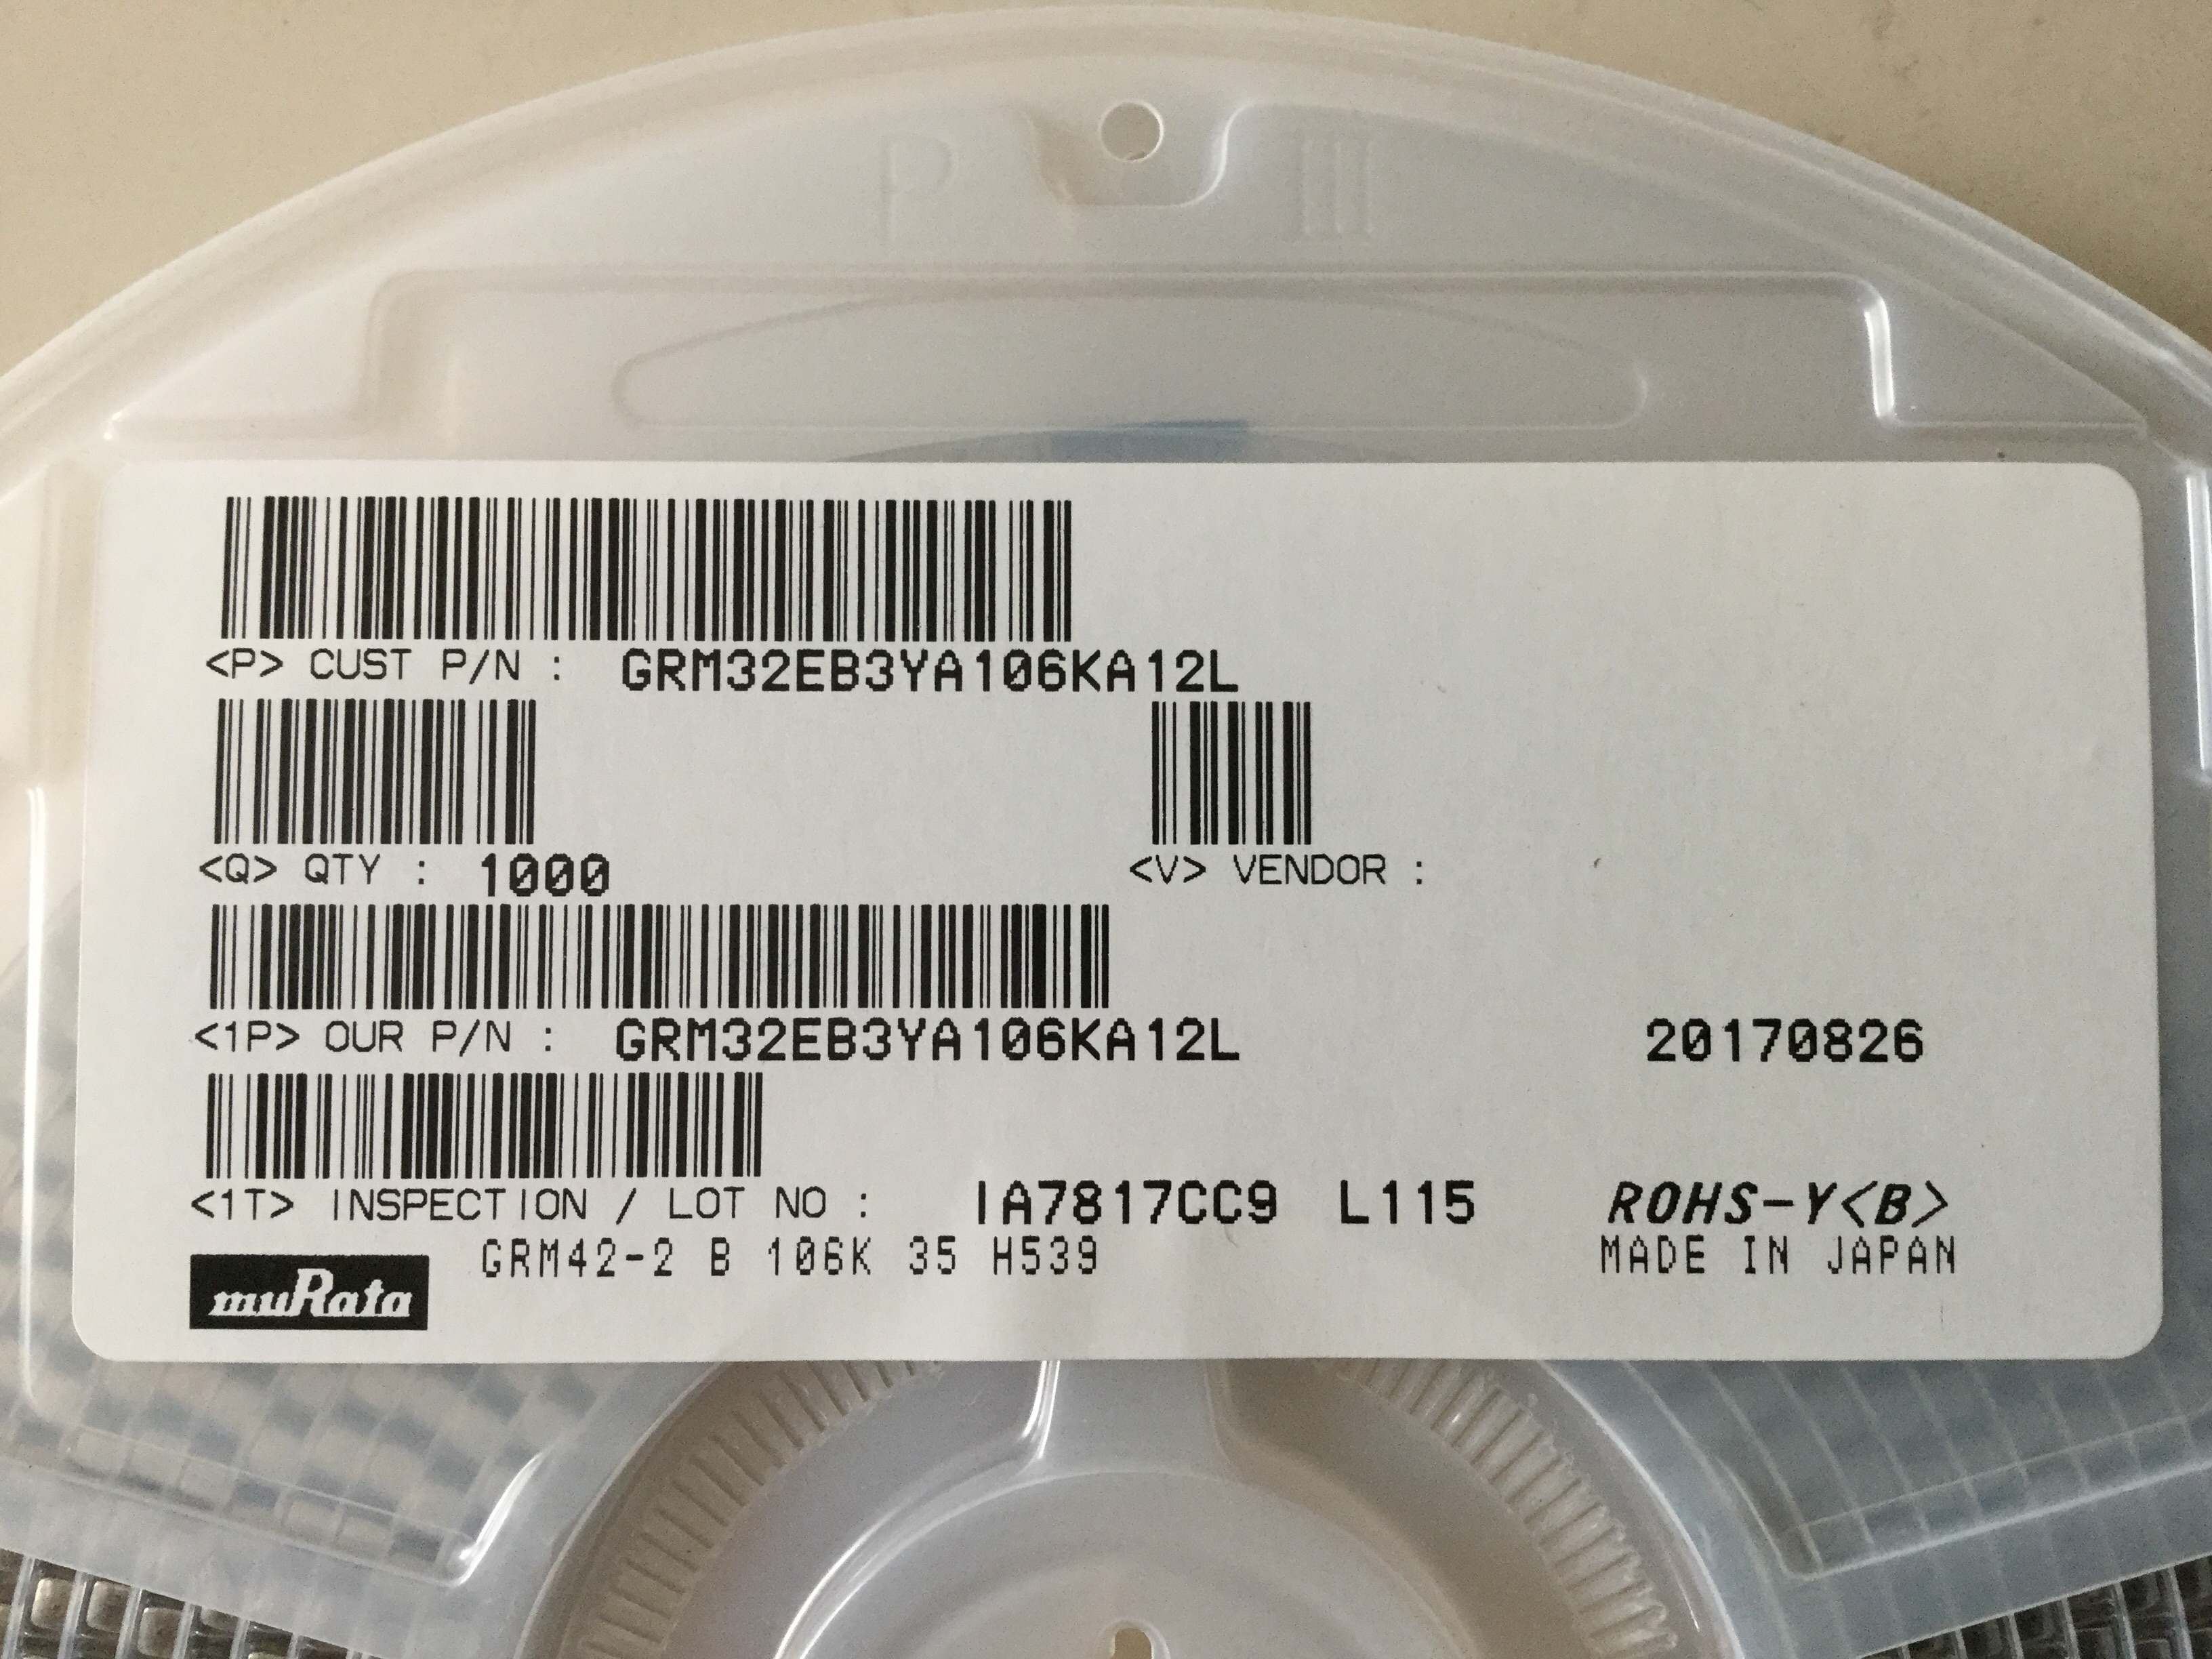 P III
<P> CUST P/N : GRM32EB3YA106KA12L
<Q> QTY : 1000 <V> VENDOR :
<1P> OUR P/N : GRM32EB3YA106KA12L 20170826
<1T> INSPECTION / LOT NO : IA7817CC9 L115 ROHS-Y<B>
GRM42-2 B 106K 35 H539 MADE IN JAPAN
muRata